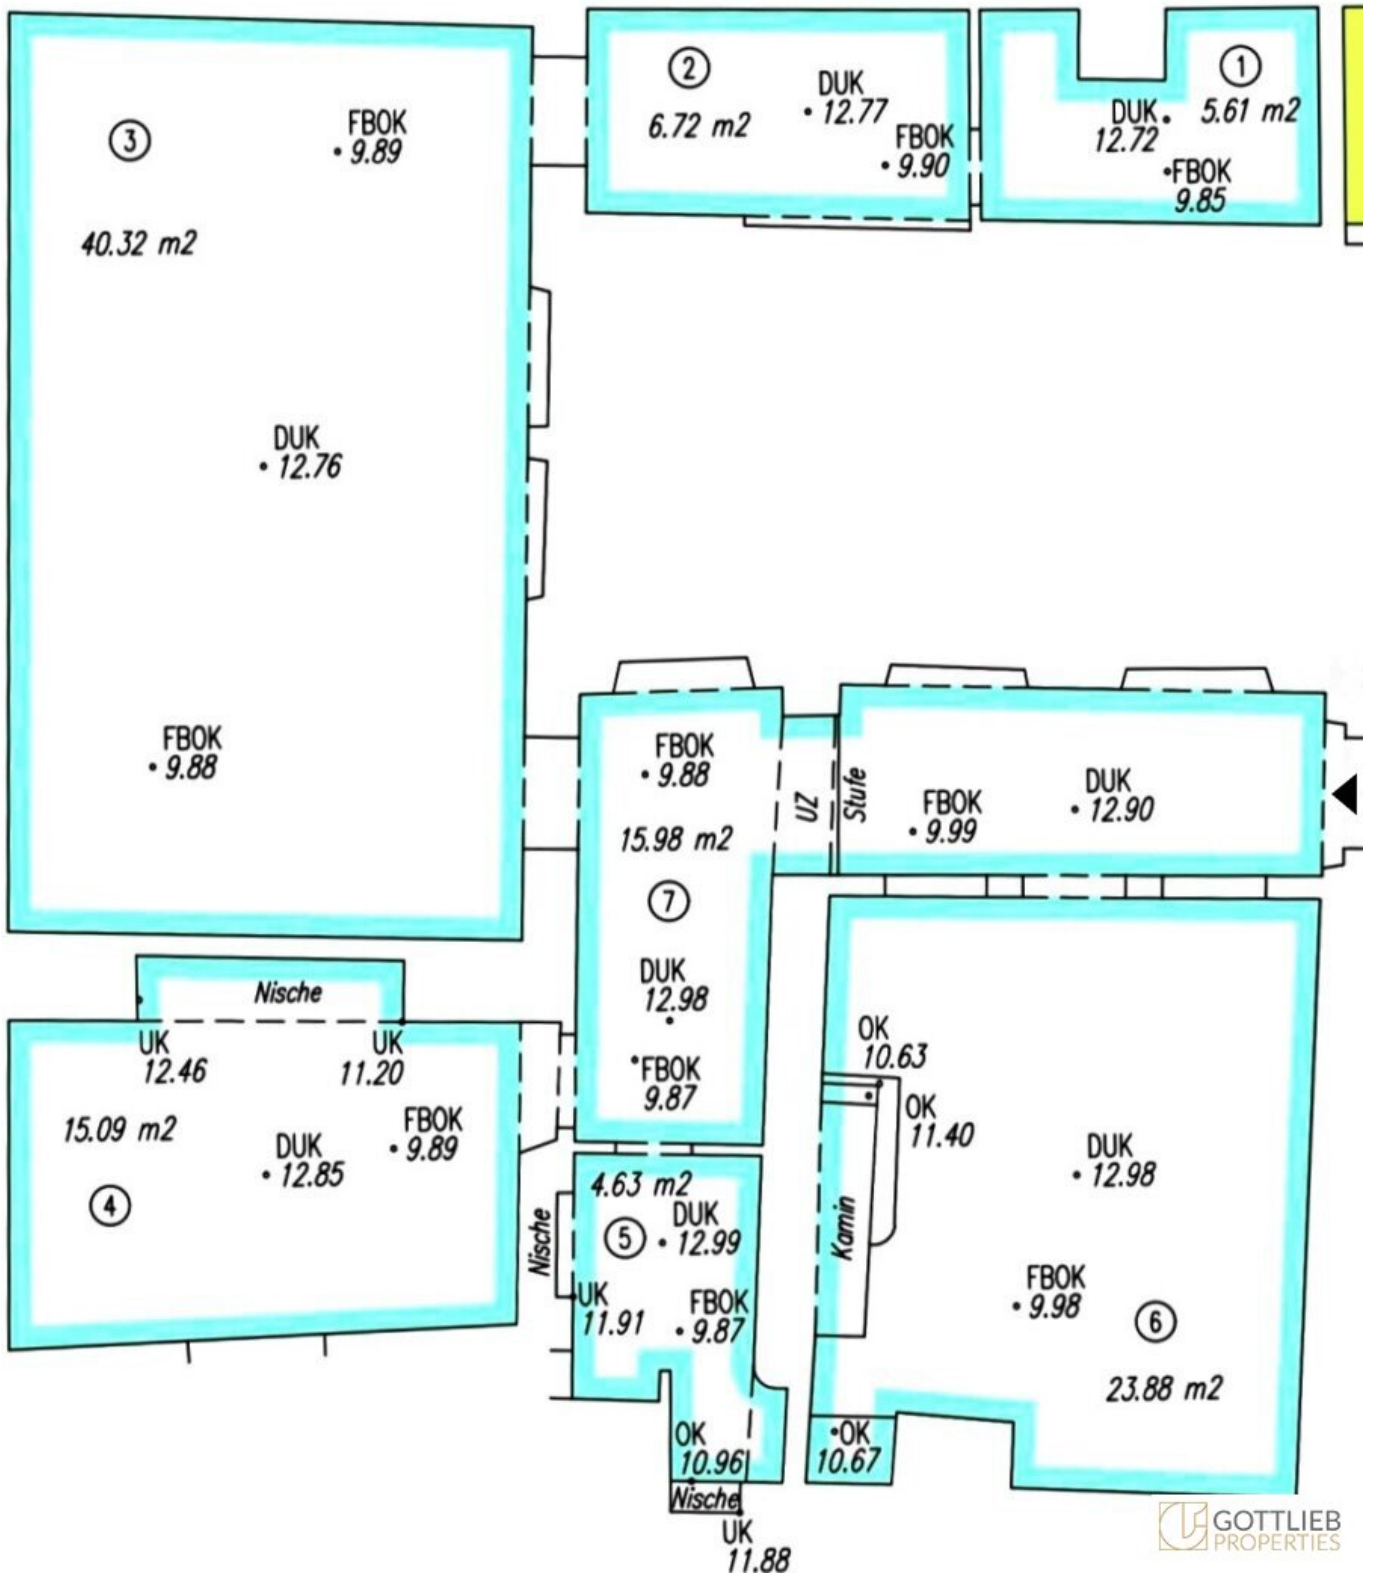 3
FBOK
9.89
40.32 m2
DUK
12.76
FBOK
9.88
2
6.72 m2
DUK
12.77
FBOK
9.90
1
5.61 m2
DUK
12.72
FBOK
9.85
FBOK
9.88
15.98 m2
7
DUK
12.98
FBOK
9.87
UZ
Stufe
FBOK
9.99
DUK
12.90
Nische
UK
12.46
UK
11.20
15.09 m2
DUK
12.85
FBOK
9.89
4
4.63 m2
5
DUK
12.99
Nische
UK
11.91
FBOK
9.87
OK
10.96
Nische
UK
11.88
OK
10.63
OK
11.40
Kamin
DUK
12.98
FBOK
9.98
6
23.88 m2
OK
10.67
GOTTLIEB
PROPERTIES